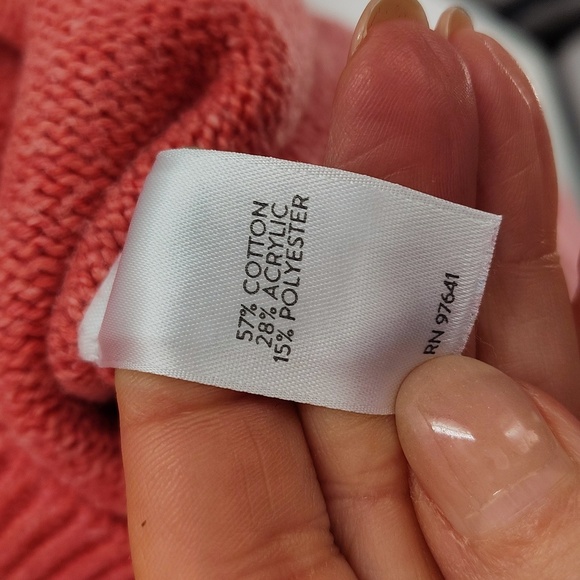 57% COTTON
28% ACRYLIC
15% POLYESTER
RN 97641